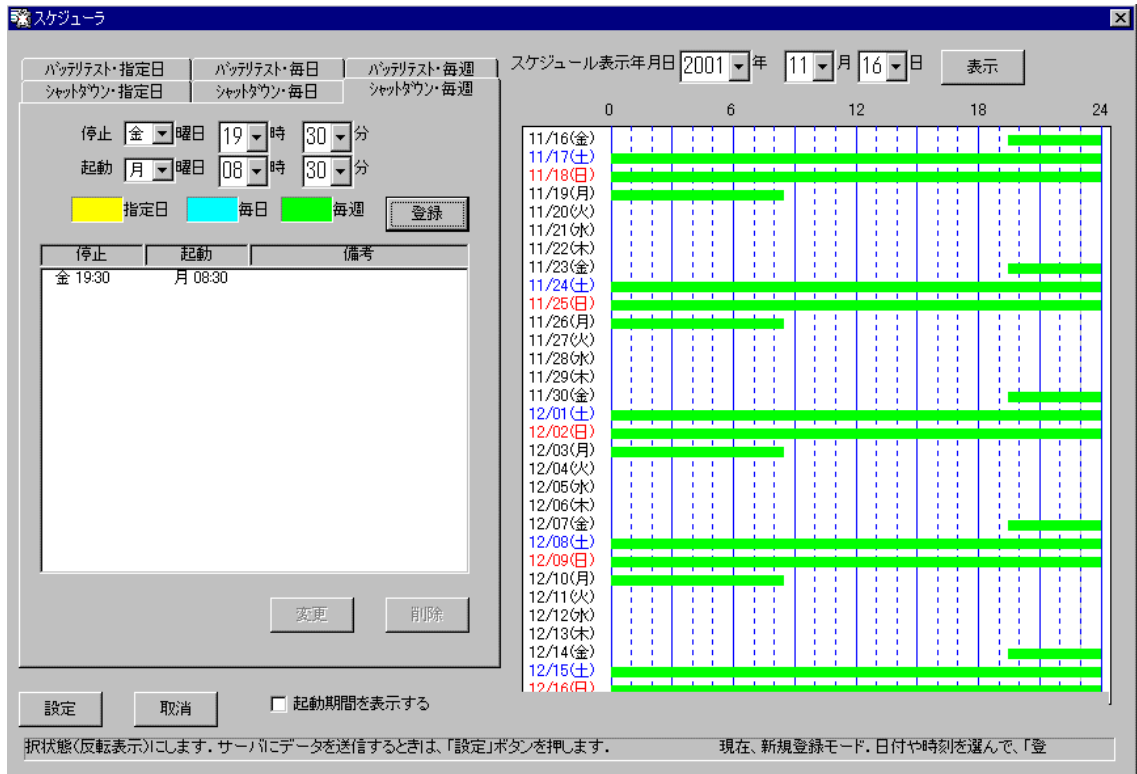 スケジューラ
バッテリテスト・指定日 バッテリテスト・毎日 バッテリテスト・毎週
シャットダウン・指定日 シャットダウン・毎日 シャットダウン・毎週
停止 金 曜日 19 時 30 分
起動 月 曜日 08 時 30 分
指定日 毎日 毎週 登録
停止 起動 備考
金 19:30 月 08:30
変更 削除
設定 取消 起動期間を表示する
スケジュール表示年月日 2001 年 11 月 16 日 表示
0 6 12 18 24
11/16(金)
11/17(土)
11/18(日)
11/19(月)
11/20(火)
11/21(水)
11/22(木)
11/23(金)
11/24(土)
11/25(日)
11/26(月)
11/27(火)
11/28(水)
11/29(木)
11/30(金)
12/01(土)
12/02(日)
12/03(月)
12/04(火)
12/05(水)
12/06(木)
12/07(金)
12/08(土)
12/09(日)
12/10(月)
12/11(火)
12/12(水)
12/13(木)
12/14(金)
12/15(土)
12/16(日)
択状態(反転表示)にします. サーバにデータを送信するときは、「設定」ボタンを押します. 現在、新規登録モード. 日付や時刻を選んで、「登